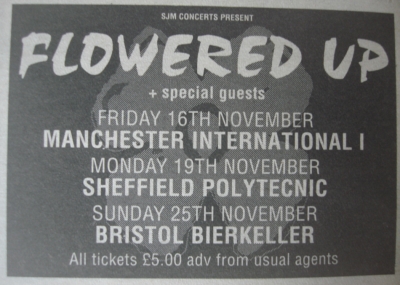 SJM CONCERTS PRESENT
FLOWERED UP
+ special guests
FRIDAY 16TH NOVEMBER
MANCHESTER INTERNATIONAL I
MONDAY 19TH NOVEMBER
SHEFFIELD POLYTECNIC
SUNDAY 25TH NOVEMBER
BRISTOL BIERKELLER
All tickets £5.00 adv from usual agents